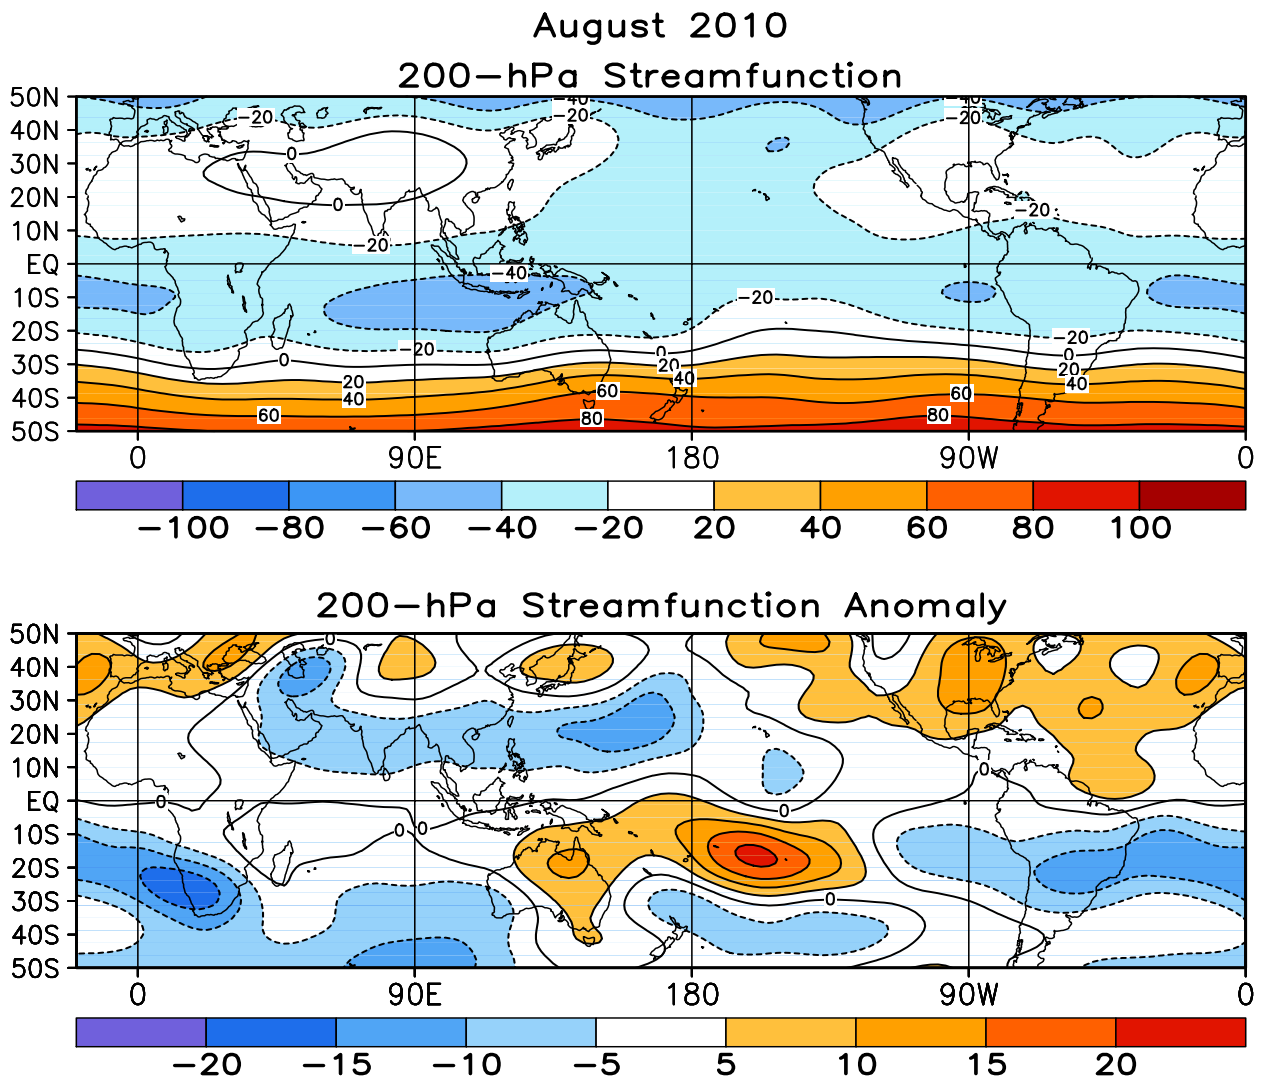 August 2010
200-hPa Streamfunction
50N
-40
-40
40N
-20
-20
-20
30N
0
20N
0
-20
10N
-20
EQ
-40
10S
-20
20S
-20
-20
30S
0
0
0
20
20
40
20
40S
40
60
60
40
50S
60
80
80
0
90E
180
90W
0
-100
-80
-60
-40
-20
20
40
60
80
100
200-hPa Streamfunction Anomaly
50N
0
40N
30N
20N
10N
0
EQ
0
0
10S
0
0
20S
30S
0
40S
50S
0
90E
180
90W
0
-20
-15
-10
-5
5
10
15
20